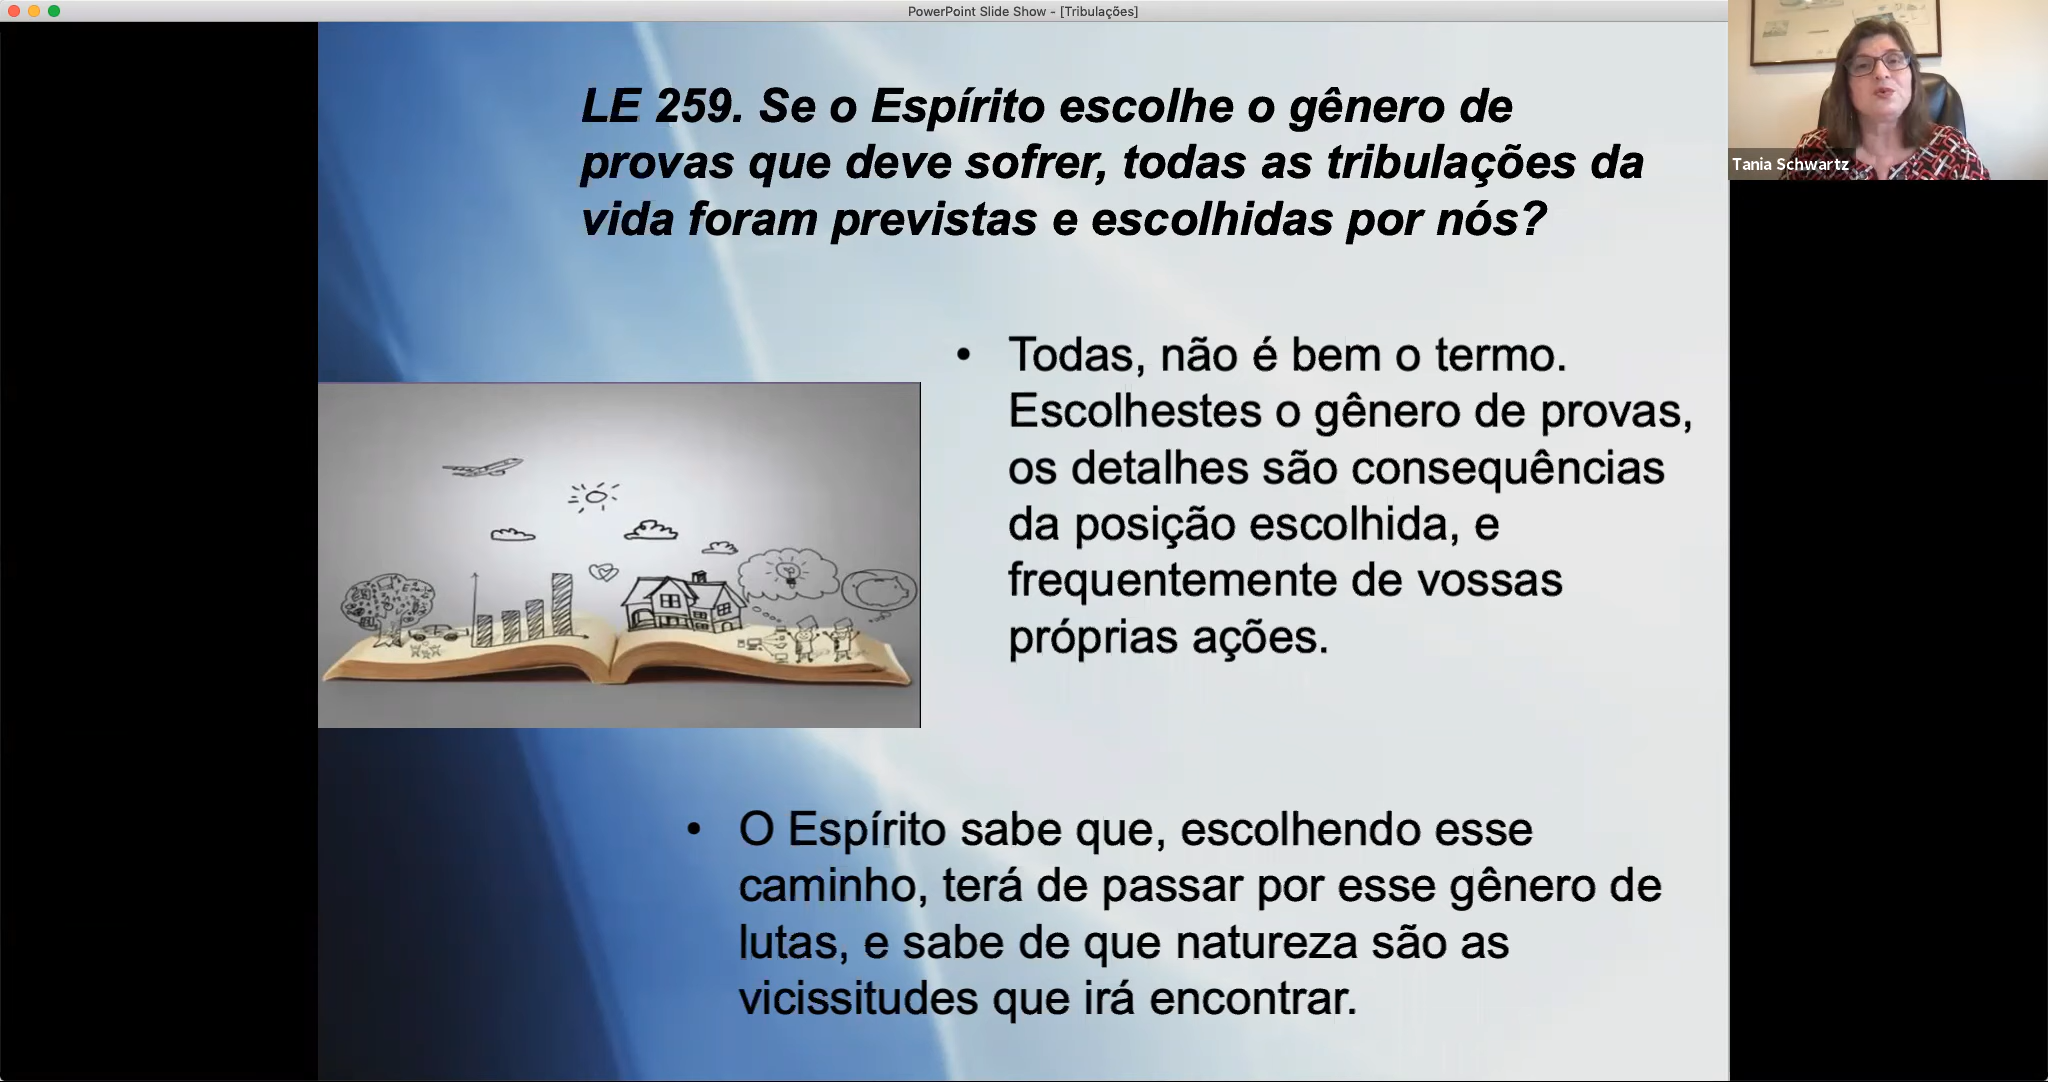 PowerPoint Slide Show - [Tribulações]
LE 259. Se o Espírito escolhe o gênero de
provas que deve sofrer, todas as tribulações da
vida foram previstas e escolhidas por nós?
Tania Schwartz
• Todas, não é bem o termo.
Escolhestes o gênero de provas,
os detalhes são consequências
da posição escolhida, e
frequentemente de vossas
próprias ações.
• O Espírito sabe que, escolhendo esse
caminho, terá de passar por esse gênero de
lutas, e sabe de que natureza são as
vicissitudes que irá encontrar.